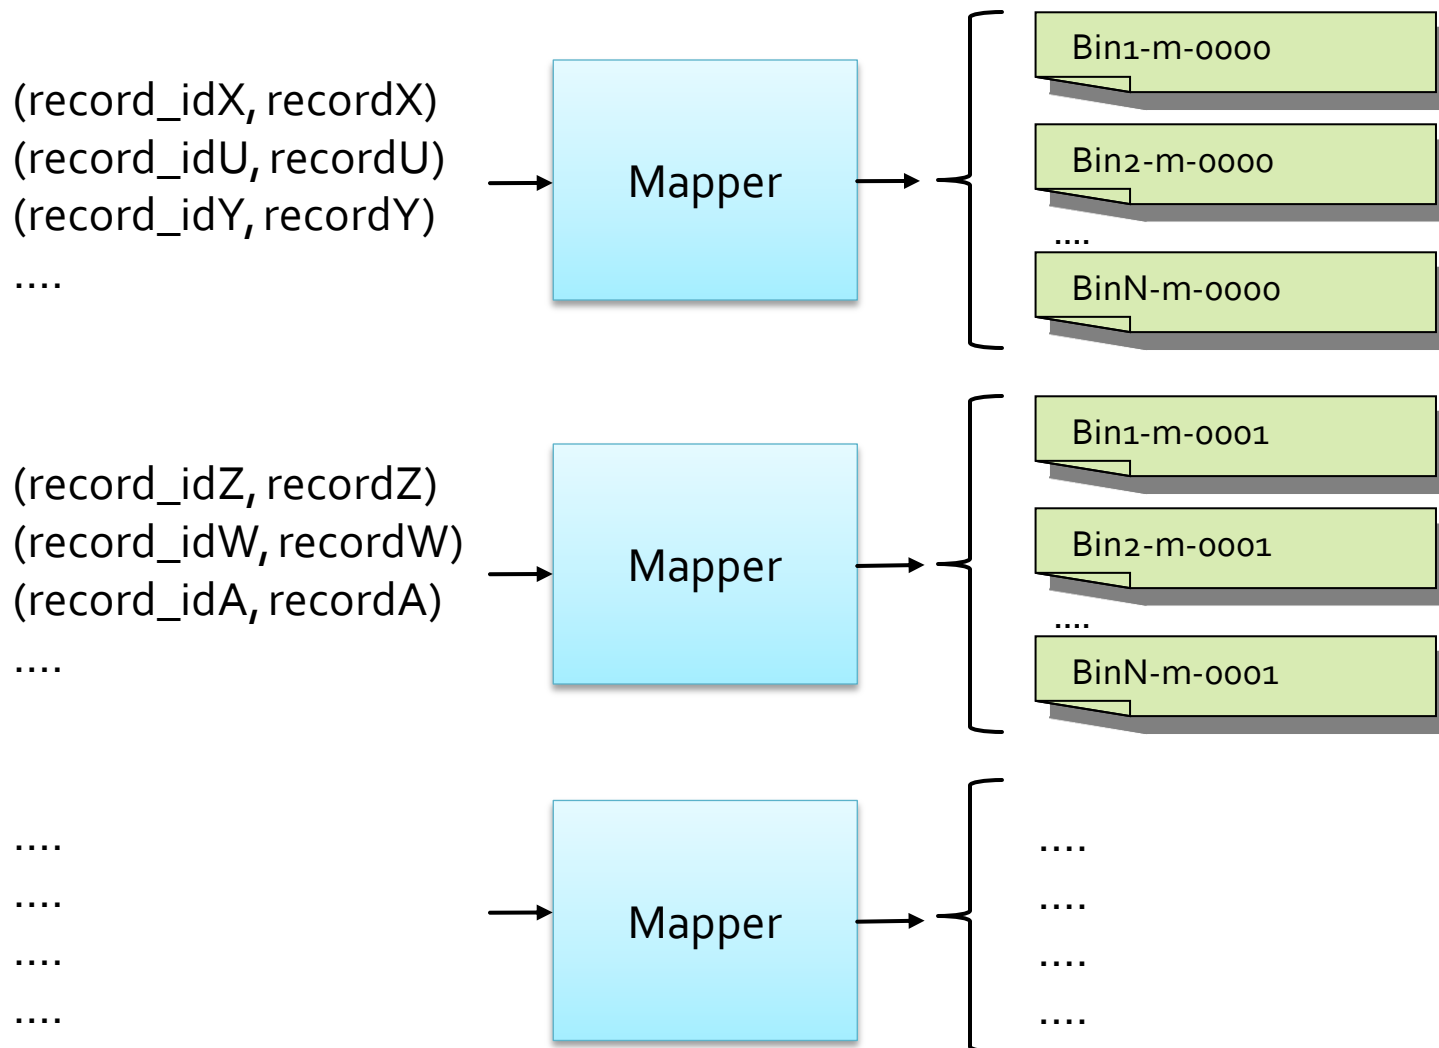 (record_idX, recordX)
(record_idU, recordU)
(record_idY, recordY)
....
Mapper
Bin1-m-0000
Bin2-m-0000
....
BinN-m-0000
(record_idZ, recordZ)
(record_idW, recordW)
(record_idA, recordA)
....
Mapper
Bin1-m-0001
Bin2-m-0001
....
BinN-m-0001
....
....
....
....
Mapper
....
....
....
....